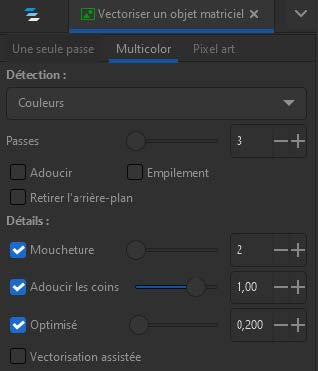 Vectoriser un objet matriciel
Une seule passe Multicolor Pixel art
Détection :
Couleurs
Passes 3
Adoucir Empilement
Retirer l'arrière-plan
Détails :
Moucheture 2
Adoucir les coins 1,00
Optimisé 0,200
Vectorisation assistée